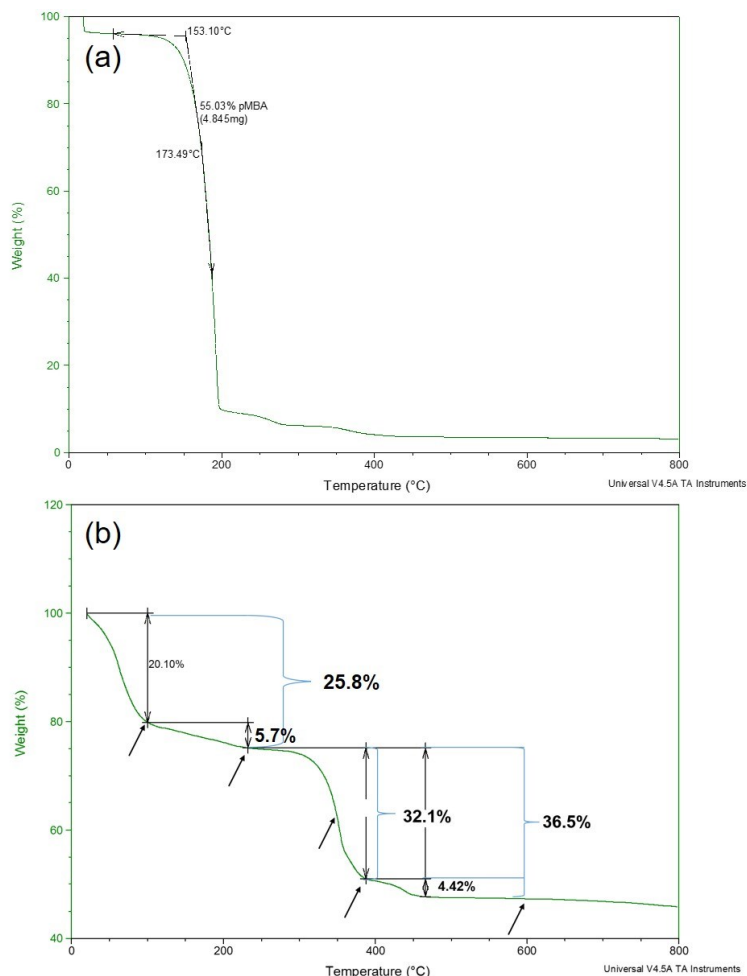 100
80
60
40
20
0
Weight (%)
(a)
153.10°C
55.03% pMBA
(4.845mg)
173.49°C
0
200
400
600
800
Temperature (°C)
Universal V4.5A TA Instruments
120
100
80
60
40
Weight (%)
(b)
20.10%
25.8%
5.7%
32.1%
36.5%
4.42%
0
200
400
600
800
Temperature (°C)
Universal V4.5A TA Instruments